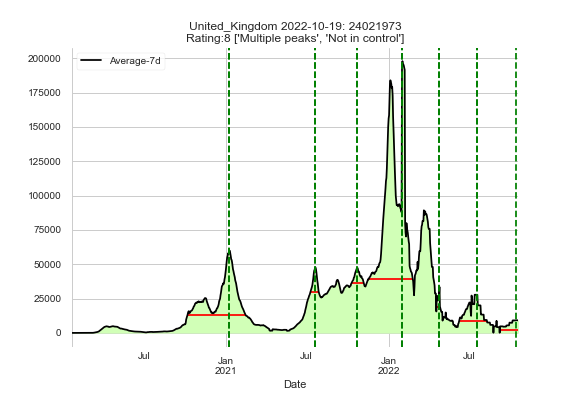 United_Kingdom 2022-10-19: 24021973
Rating:8 ['Multiple peaks', 'Not in control']
Average-7d
200000
175000
150000
125000
100000
75000
50000
25000
0
Jul
Jan
2021
Jul
Jan
2022
Jul
Date